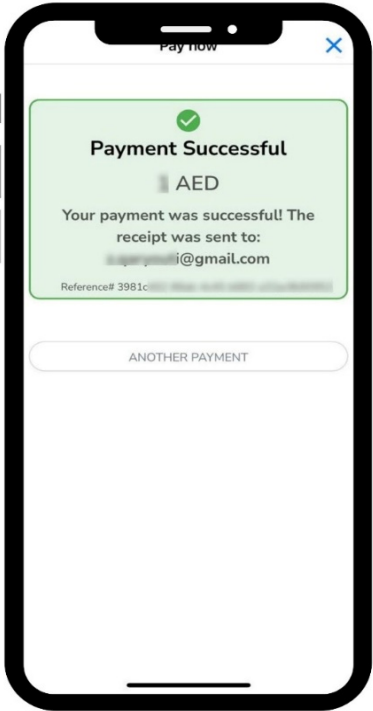 Pay now
Payment Successful
AED
Your payment was successful! The
receipt was sent to:
i@gmail.com
Reference# 3981c
ANOTHER PAYMENT